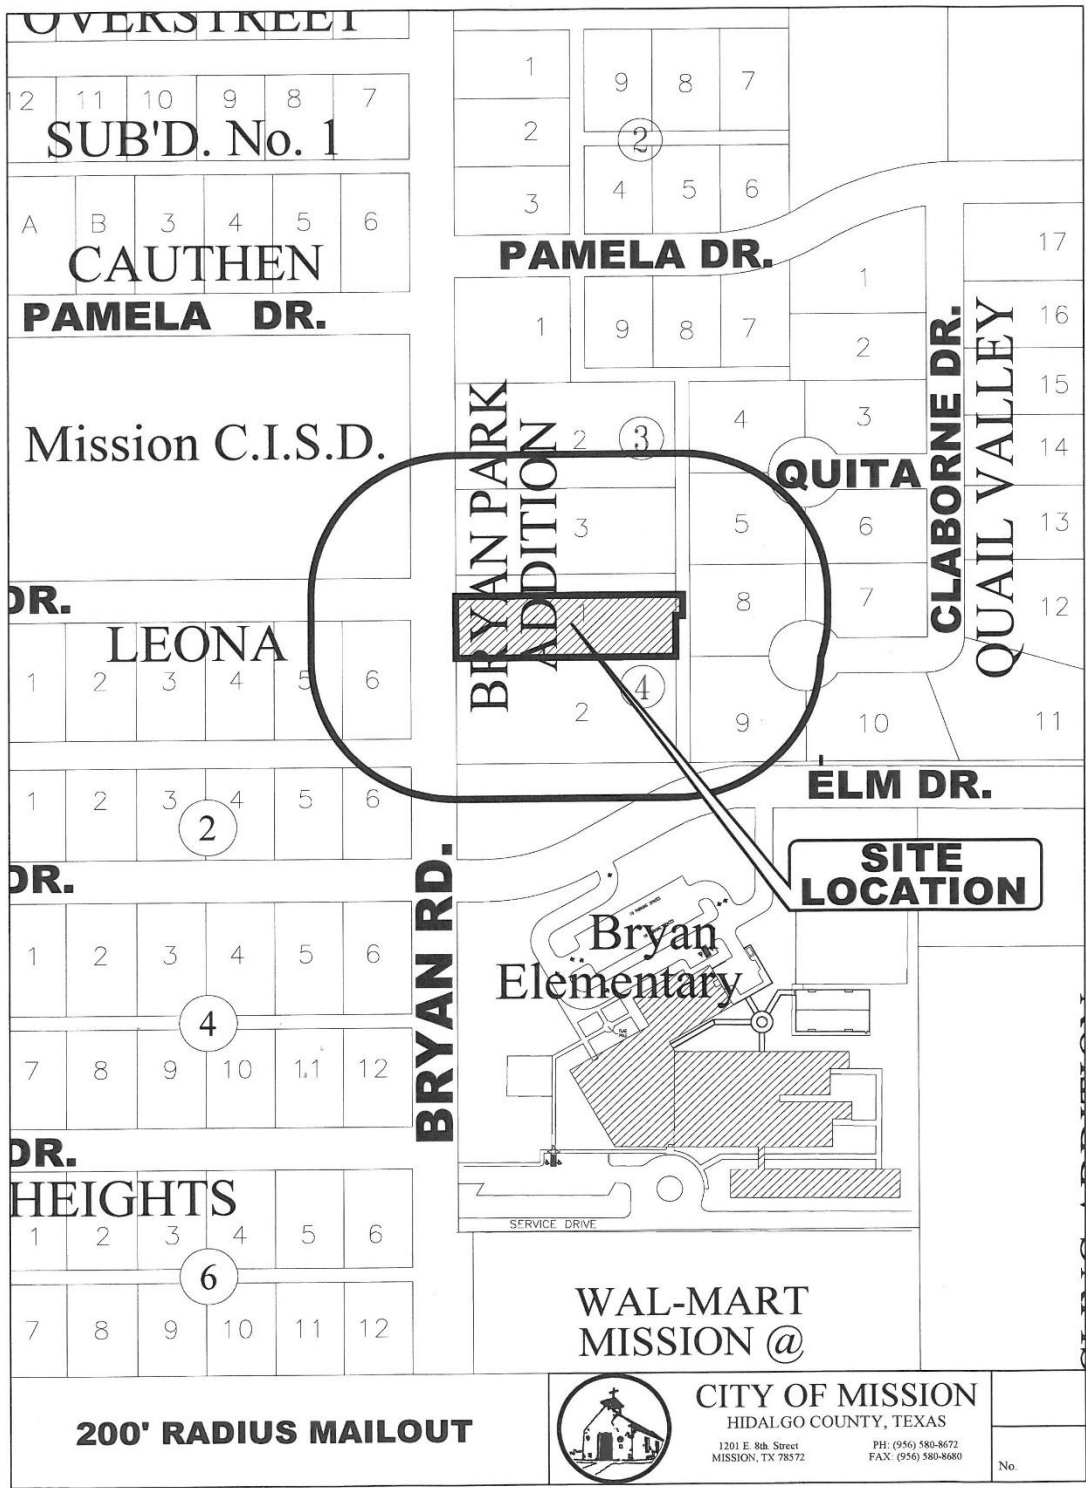 OVERSTREET
1
9 8 7
12 11 10 9 8 7
SUB'D. No. 1
2
2
3
4 5 6
A B 3 4 5 6
CAUTHEN
PAMELA DR.
PAMELA DR.
17
1
16
1
9 8 7
2
15
Mission C.I.S.D.
BRYAN PARK
ADDITION
2
3
4
3
14
QUITA
CLABORNE DR.
QUAIL VALLEY
3
5
6
13
DR.
LEONA
1
8
7
12
1 2 3 4 5 6
4
2
9
10
11
ELM DR.
1 2 3 4 5 6
2
SITE
LOCATION
DR.
BRYAN RD.
Bryan
Elementary
1 2 3 4 5 6
4
FLAG
POLE
7 8 9 10 11 12
DR.
HEIGHTS
1 2 3 4 5 6
SERVICE DRIVE
6
7 8 9 10 11 12
WAL-MART
MISSION @
200' RADIUS MAILOUT
CITY OF MISSION
HIDALGO COUNTY, TEXAS
1201 E. 8th. Street
MISSION, TX 78572
PH: (956) 580-8672
FAX: (956) 580-8680
No.